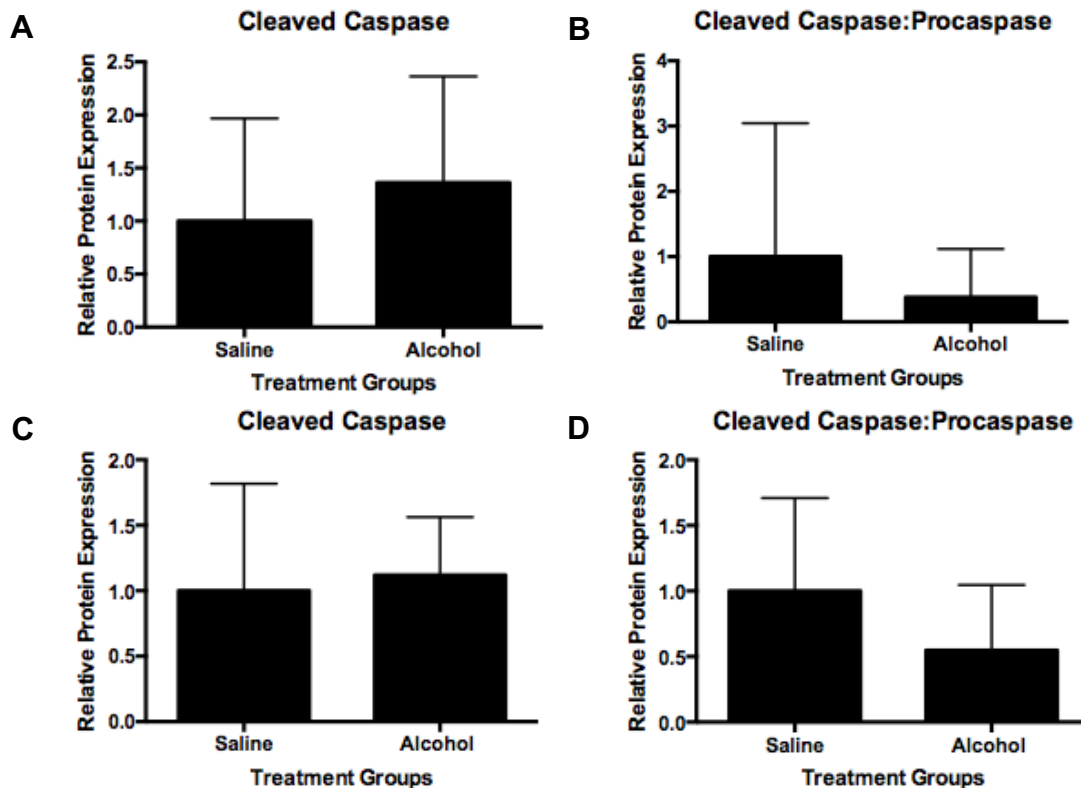 A
Cleaved Caspase
Relative Protein Expression
2.5
2.0
1.5
1.0
0.5
0.0
Saline Alcohol
Treatment Groups
B
Cleaved Caspase:Procaspase
Relative Protein Expression
4
3
2
1
0
Saline Alcohol
Treatment Groups
C
Cleaved Caspase
Relative Protein Expression
2.0
1.5
1.0
0.5
0.0
Saline Alcohol
Treatment Groups
D
Cleaved Caspase:Procaspase
Relative Protein Expression
2.0
1.5
1.0
0.5
0.0
Saline Alcohol
Treatment Groups